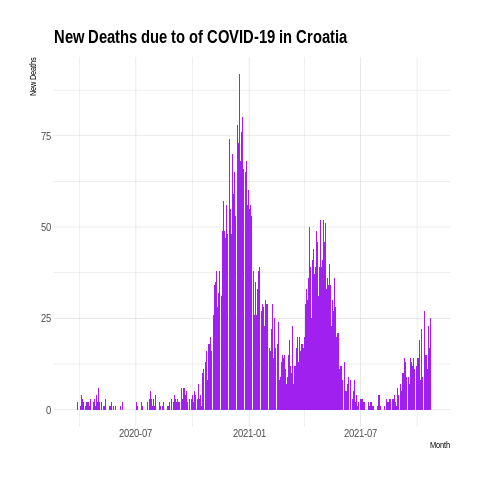 New Deaths due to of COVID-19 in Croatia
New Deaths
75
50
25
0
2020-07
2021-01
2021-07
Month